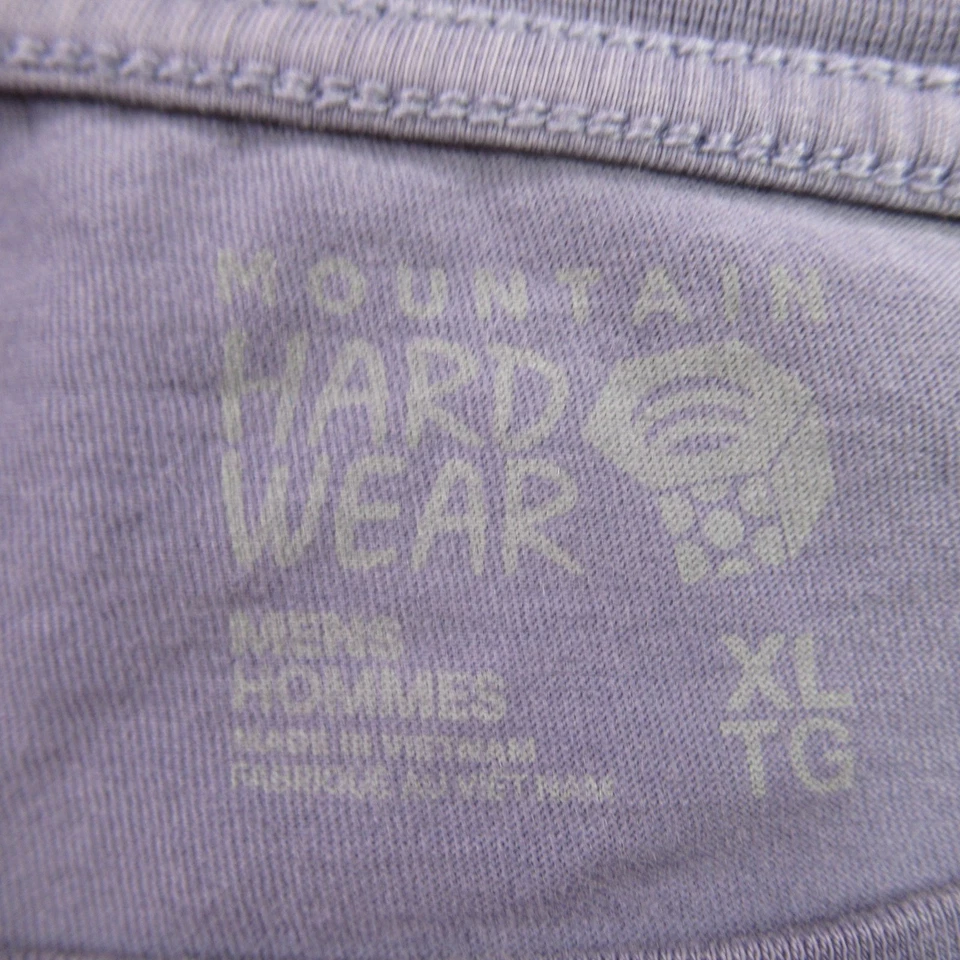 MOUNTAIN
HARD
WEAR
MENS
HOMMES
MADE IN VIETNAM
FABRIQUE AU VIET NAM
XL
TG